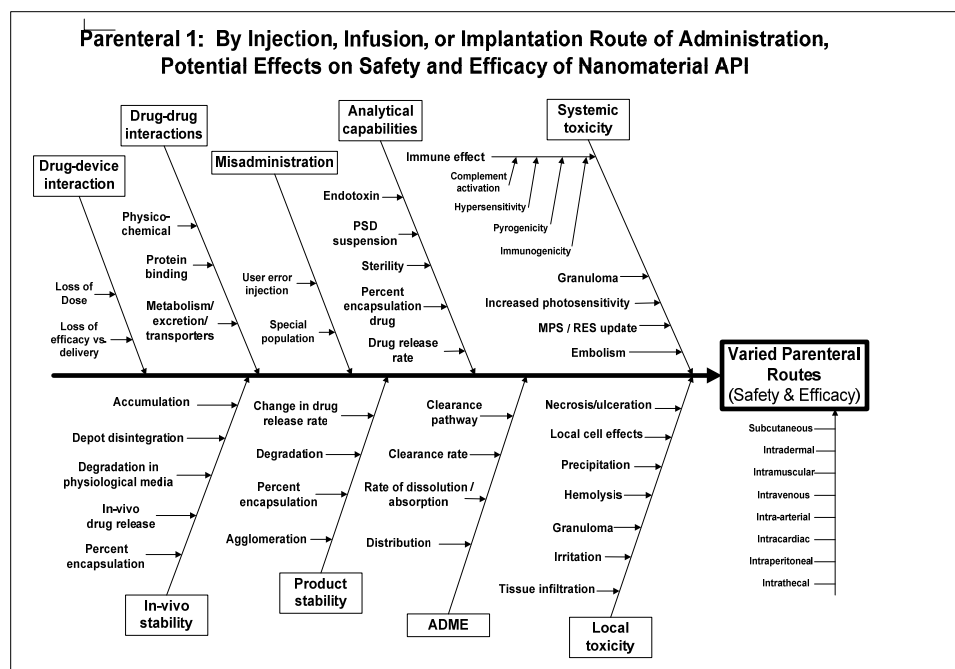 Parenteral 1: By Injection, Infusion, or Implantation Route of Administration,
Potential Effects on Safety and Efficacy of Nanomaterial API
Drug-device
interaction
Loss of
Dose
Loss of
efficacy vs.
delivery
Drug-drug
interactions
Physico-
chemical
Protein
binding
Metabolism/
excretion/
transporters
Misadministration
User error
injection
Special
population
Analytical
capabilities
Endotoxin
PSD
suspension
Sterility
Percent
encapsulation
drug
Drug release
rate
Systemic
toxicity
Immune effect
Complement
activation
Hypersensitivity
Pyrogenicity
Immunogenicity
Granuloma
Increased photosensitivity
MPS / RES update
Embolism
Varied Parenteral
Routes
(Safety & Efficacy)
Subcutaneous
Intradermal
Intramuscular
Intravenous
Intra-arterial
Intracardiac
Intraperitoneal
Intrathecal
Accumulation
Depot disintegration
Degradation in
physiological media
In-vivo
drug release
Percent
encapsulation
In-vivo
stability
Change in drug
release rate
Degradation
Percent
encapsulation
Agglomeration
Product
stability
Clearance
pathway
Clearance rate
Rate of dissolution /
absorption
Distribution
ADME
Necrosis/ulceration
Local cell effects
Precipitation
Hemolysis
Granuloma
Irritation
Tissue infiltration
Local
toxicity